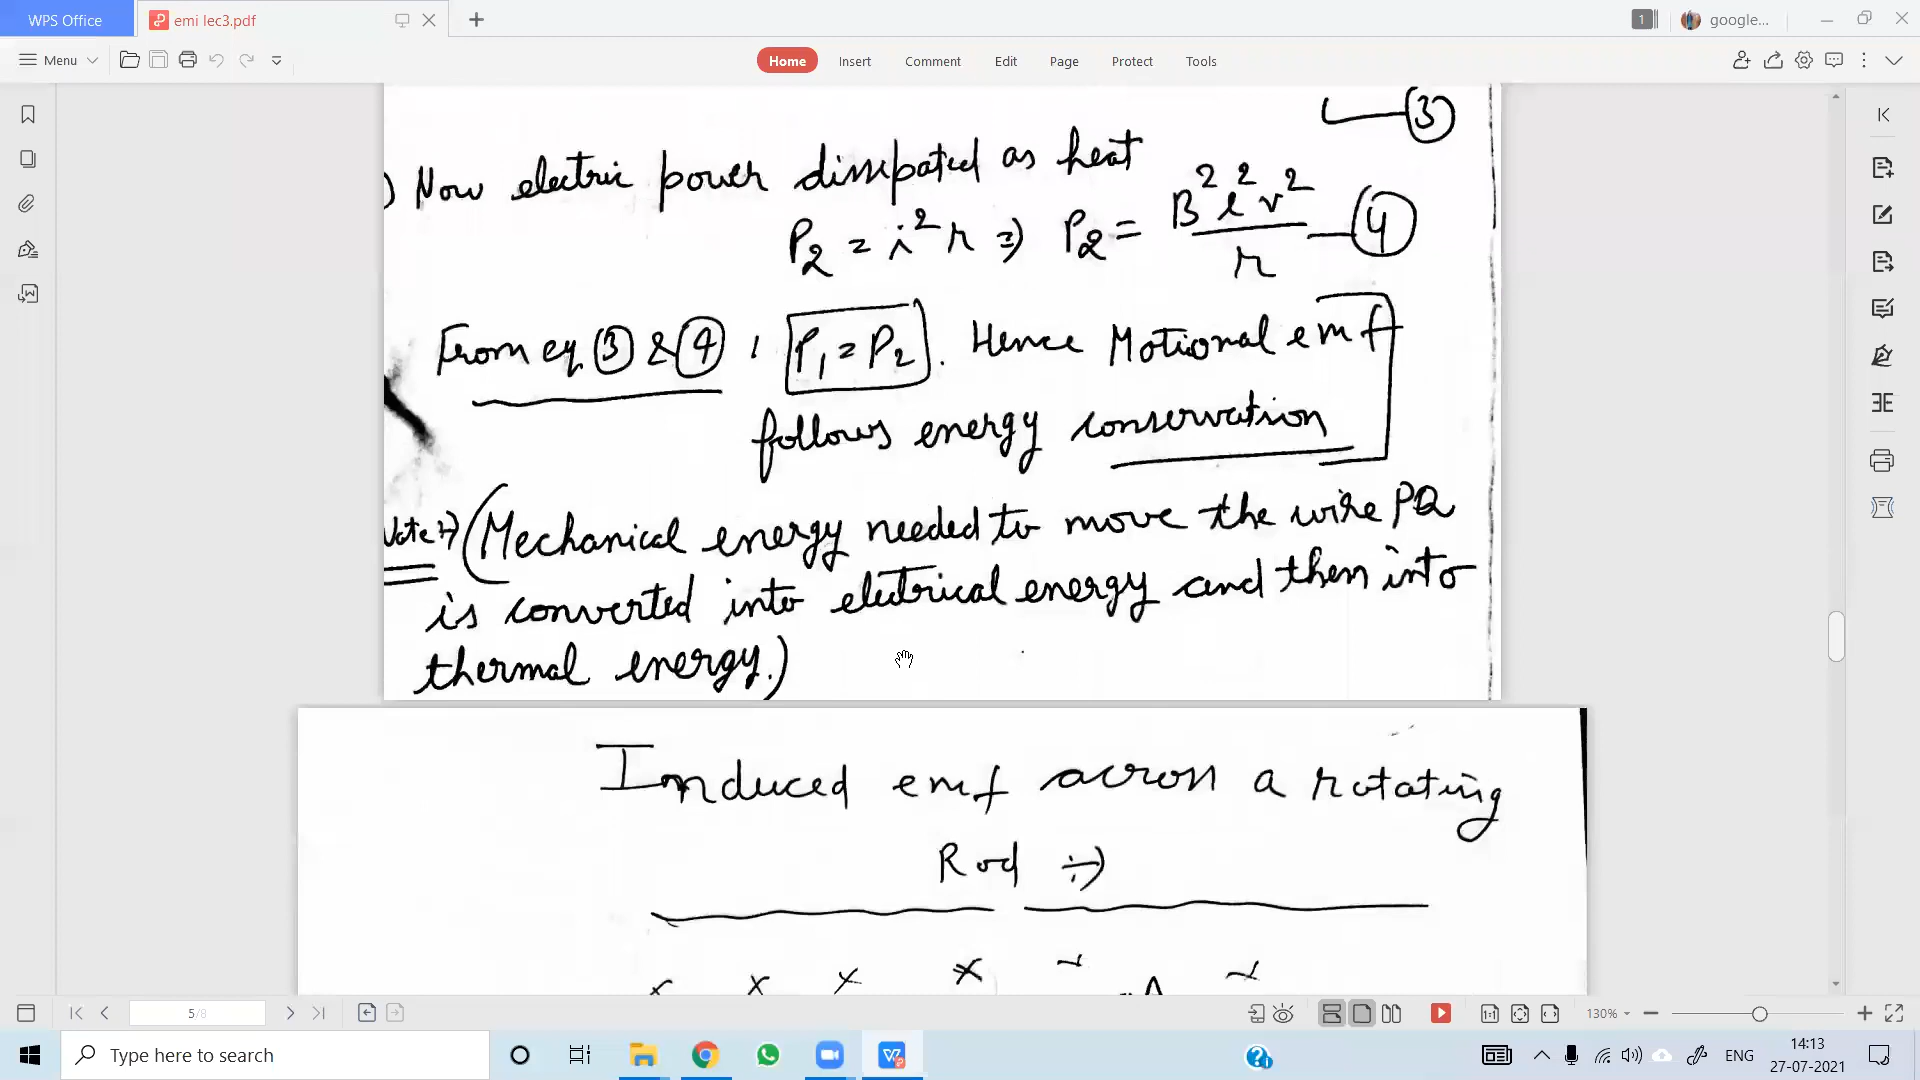 WPS Office
emi lec3.pdf
1
google...
Menu
Home Insert Comment Edit Page Protect Tools
3
) Now electric power dissipated as heat
P₂ = i²r ⇒ P₂ = B²l²v²/r — 4
From eq 3 & 4 , P₁ = P₂ . Hence Motional emf
follows energy conservation
Note :→ (Mechanical energy needed to move the wire PQ
is converted into electrical energy and then into
thermal energy.)
Induced emf across a rotating
Rod ÷)
x x x x x x
5/8
130%
Type here to search
ENG
14:13
27-07-2021